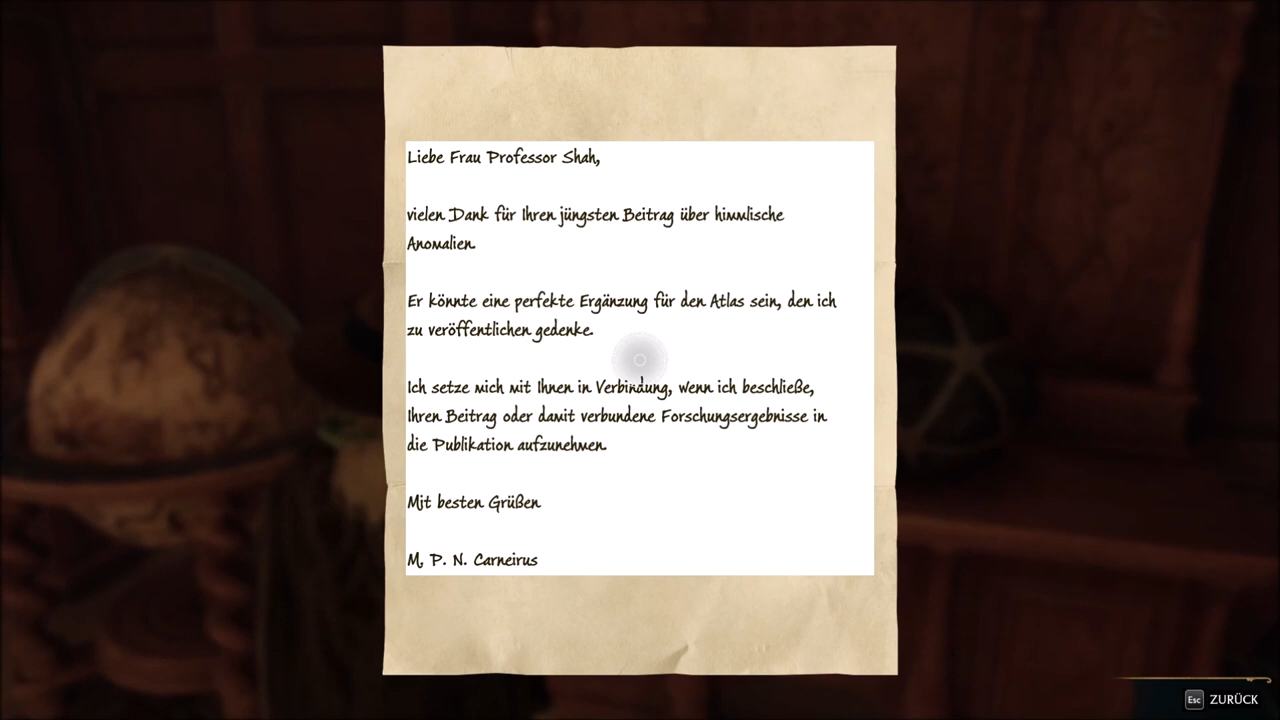 Liebe Frau Professor Shah,
vielen Dank für Ihren jüngsten Beitrag über himmlische
Anomalien.
Er könnte eine perfekte Ergänzung für den Atlas sein, den ich
zu veröffentlichen gedenke.
Ich setze mich mit Ihnen in Verbindung, wenn ich beschließe,
Ihren Beitrag oder damit verbundene Forschungsergebnisse in
die Publikation aufzunehmen.
Mit besten Grüßen
M. P. N. Carneirus
Esc ZURÜCK